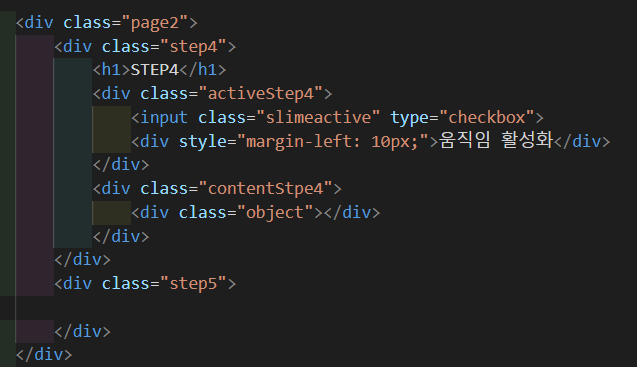 <div class="page2">
<div class="step4">
<h1>STEP4</h1>
<div class="activeStep4">
<input class="slimeactive" type="checkbox">
<div style="margin-left: 10px;">움직임 활성화</div>
</div>
<div class="contentStpe4">
<div class="object"></div>
</div>
</div>
<div class="step5">
</div>
</div>